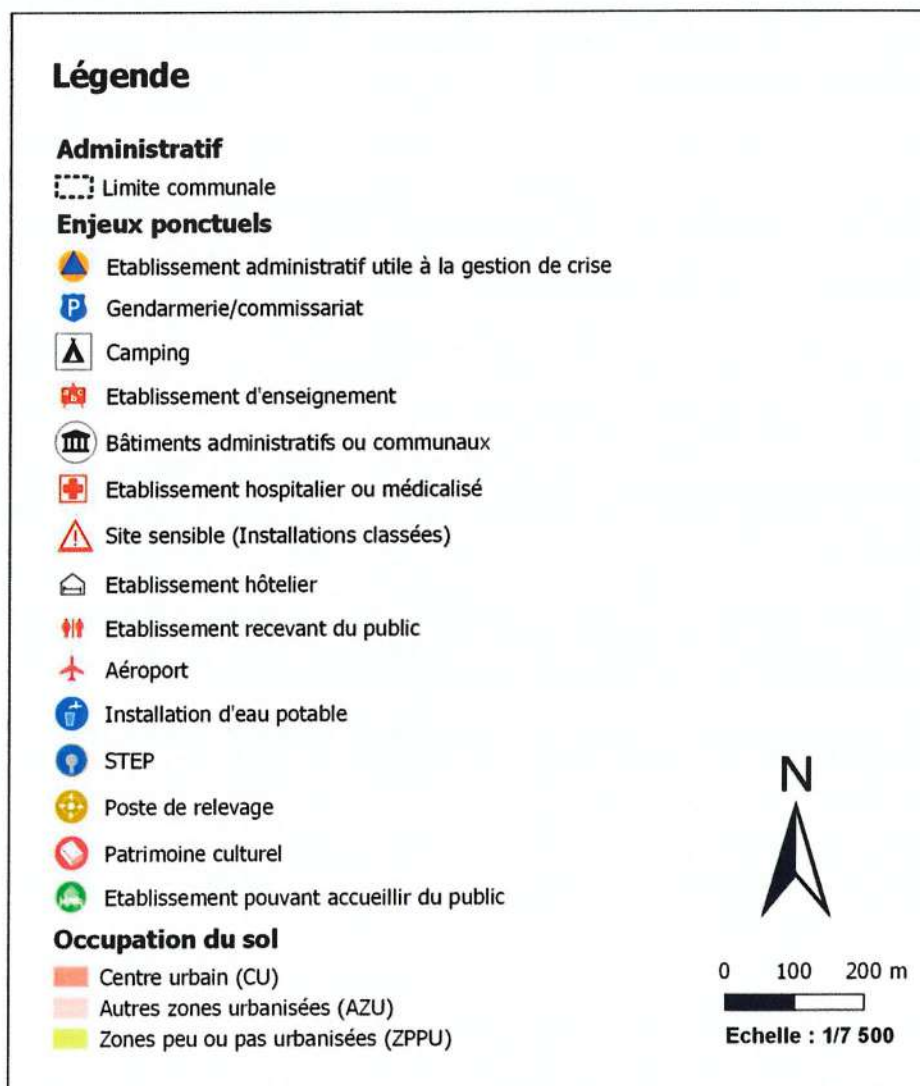 Légende
Administratif
Limite communale
Enjeux ponctuels
Etablissement administratif utile à la gestion de crise
P Gendarmerie/commissariat
Camping
a b c Etablissement d'enseignement
Bâtiments administratifs ou communaux
Etablissement hospitalier ou médicalisé
! Site sensible (Installations classées)
Etablissement hôtelier
Etablissement recevant du public
Aéroport
Installation d'eau potable
STEP
Poste de relevage
Patrimoine culturel
Etablissement pouvant accueillir du public
Occupation du sol
Centre urbain (CU)
Autres zones urbanisées (AZU)
Zones peu ou pas urbanisées (ZPPU)
N
0 100 200 m
Echelle : 1/7 500